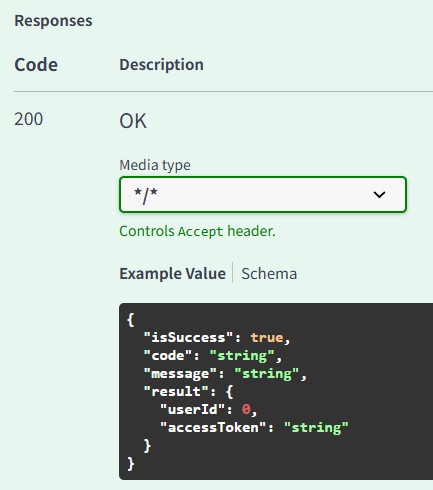 Responses
Code Description
200 OK
Media type
*/*
Controls Accept header.
Example Value Schema
{
  "isSuccess": true,
  "code": "string",
  "message": "string",
  "result": {
    "userId": 0,
    "accessToken": "string"
  }
}